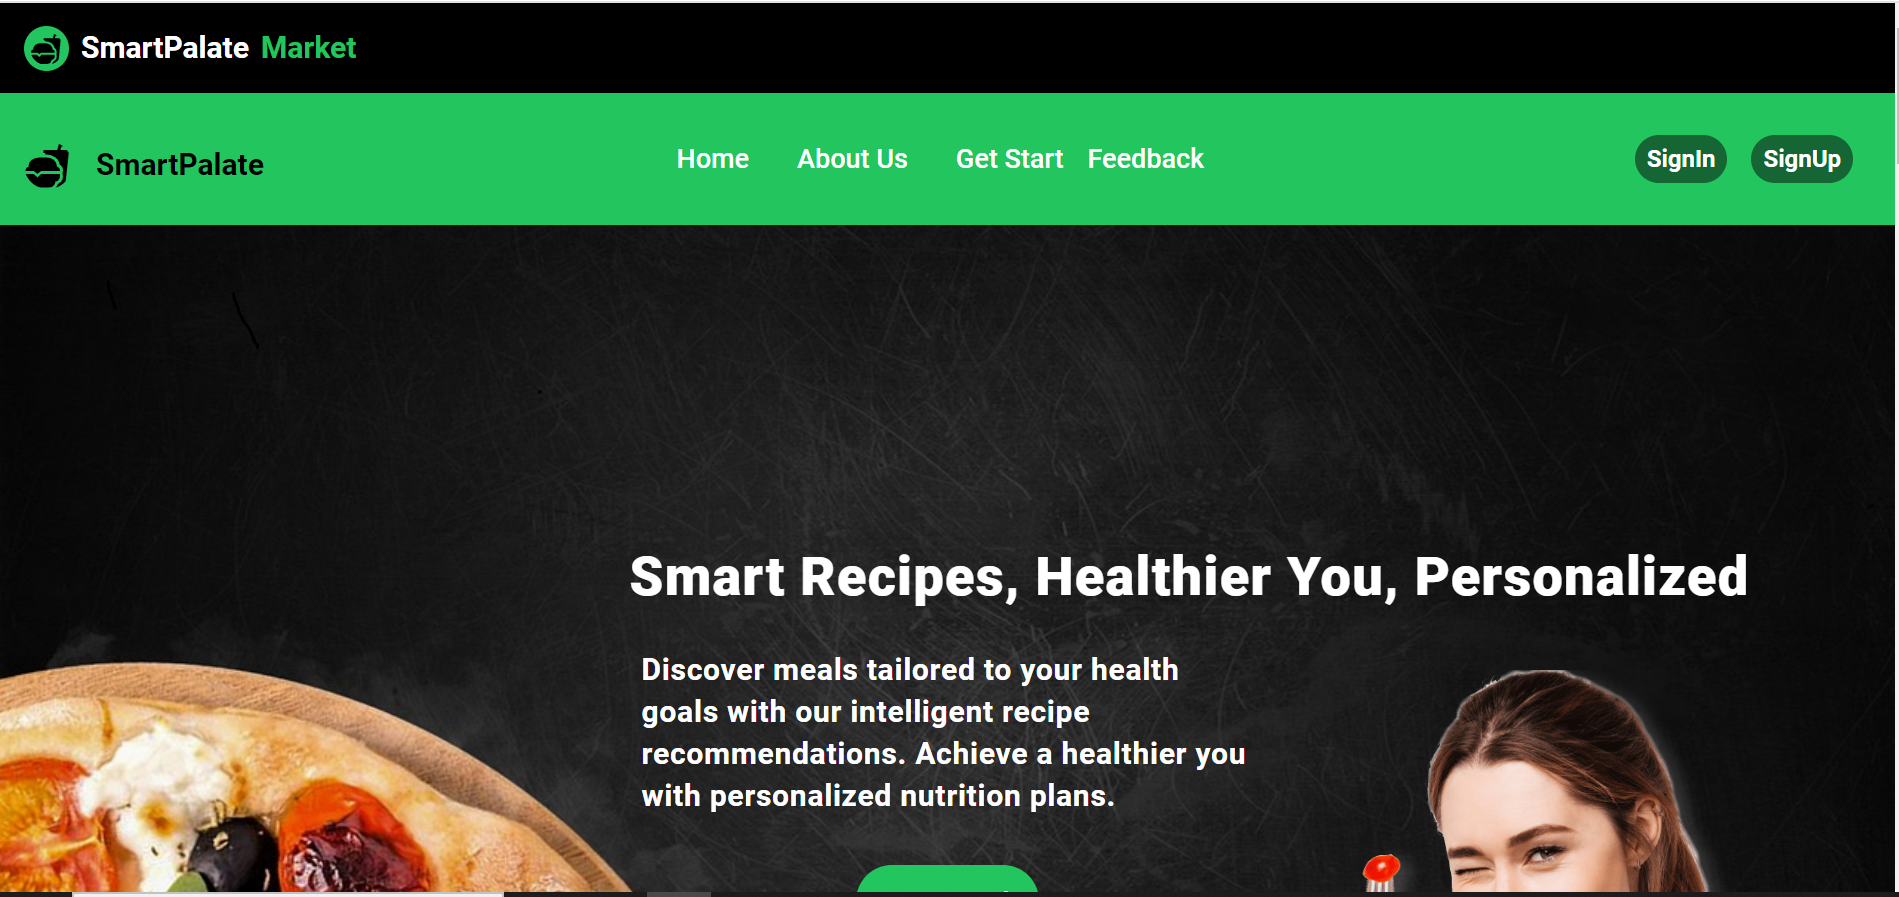 SmartPalate Market
SmartPalate
Home About Us Get Start Feedback
SignIn SignUp
Smart Recipes, Healthier You, Personalized
Discover meals tailored to your health
goals with our intelligent recipe
recommendations. Achieve a healthier you
with personalized nutrition plans.